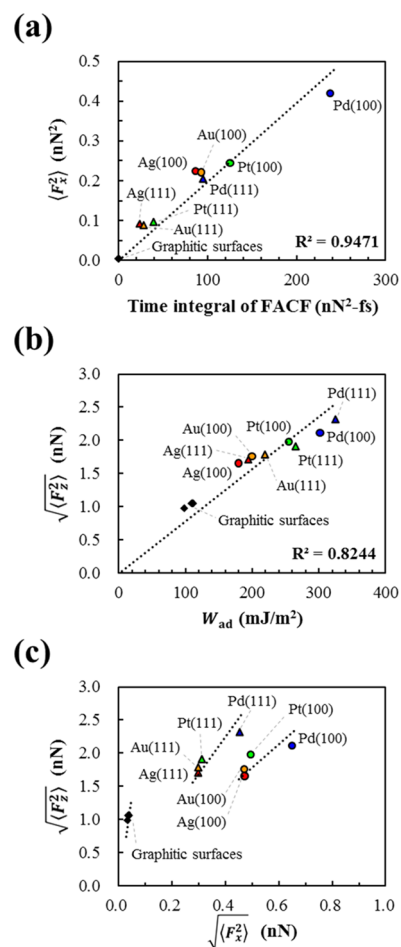 (a)
0.5
0.4
0.3
0.2
0.1
0.0
⟨F_x^2⟩ (nN²)
Pd(100)
Au(100)
Ag(100)
Pt(100)
Ag(111)
Pd(111)
Pt(111)
Au(111)
Graphitic surfaces
R² = 0.9471
0 100 200 300
Time integral of FACF (nN²-fs)
(b)
3.0
2.5
2.0
1.5
1.0
0.5
0.0
√⟨F_z^2⟩ (nN)
Pd(111)
Pt(100)
Au(100)
Pd(100)
Ag(111)
Pt(111)
Ag(100)
Au(111)
Graphitic surfaces
R² = 0.8244
0 100 200 300 400
W_ad (mJ/m²)
(c)
3.0
2.5
2.0
1.5
1.0
0.5
0.0
√⟨F_z^2⟩ (nN)
Pd(111)
Pt(100)
Pt(111)
Pd(100)
Au(111)
Ag(111)
Au(100)
Ag(100)
Graphitic surfaces
0.0 0.2 0.4 0.6 0.8 1.0
√⟨F_x^2⟩ (nN)